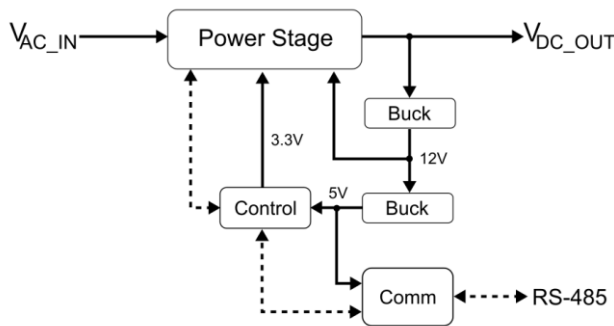 V_AC_IN
Power Stage
V_DC_OUT
Buck
3.3V
12V
5V
Control
Buck
Comm
RS-485